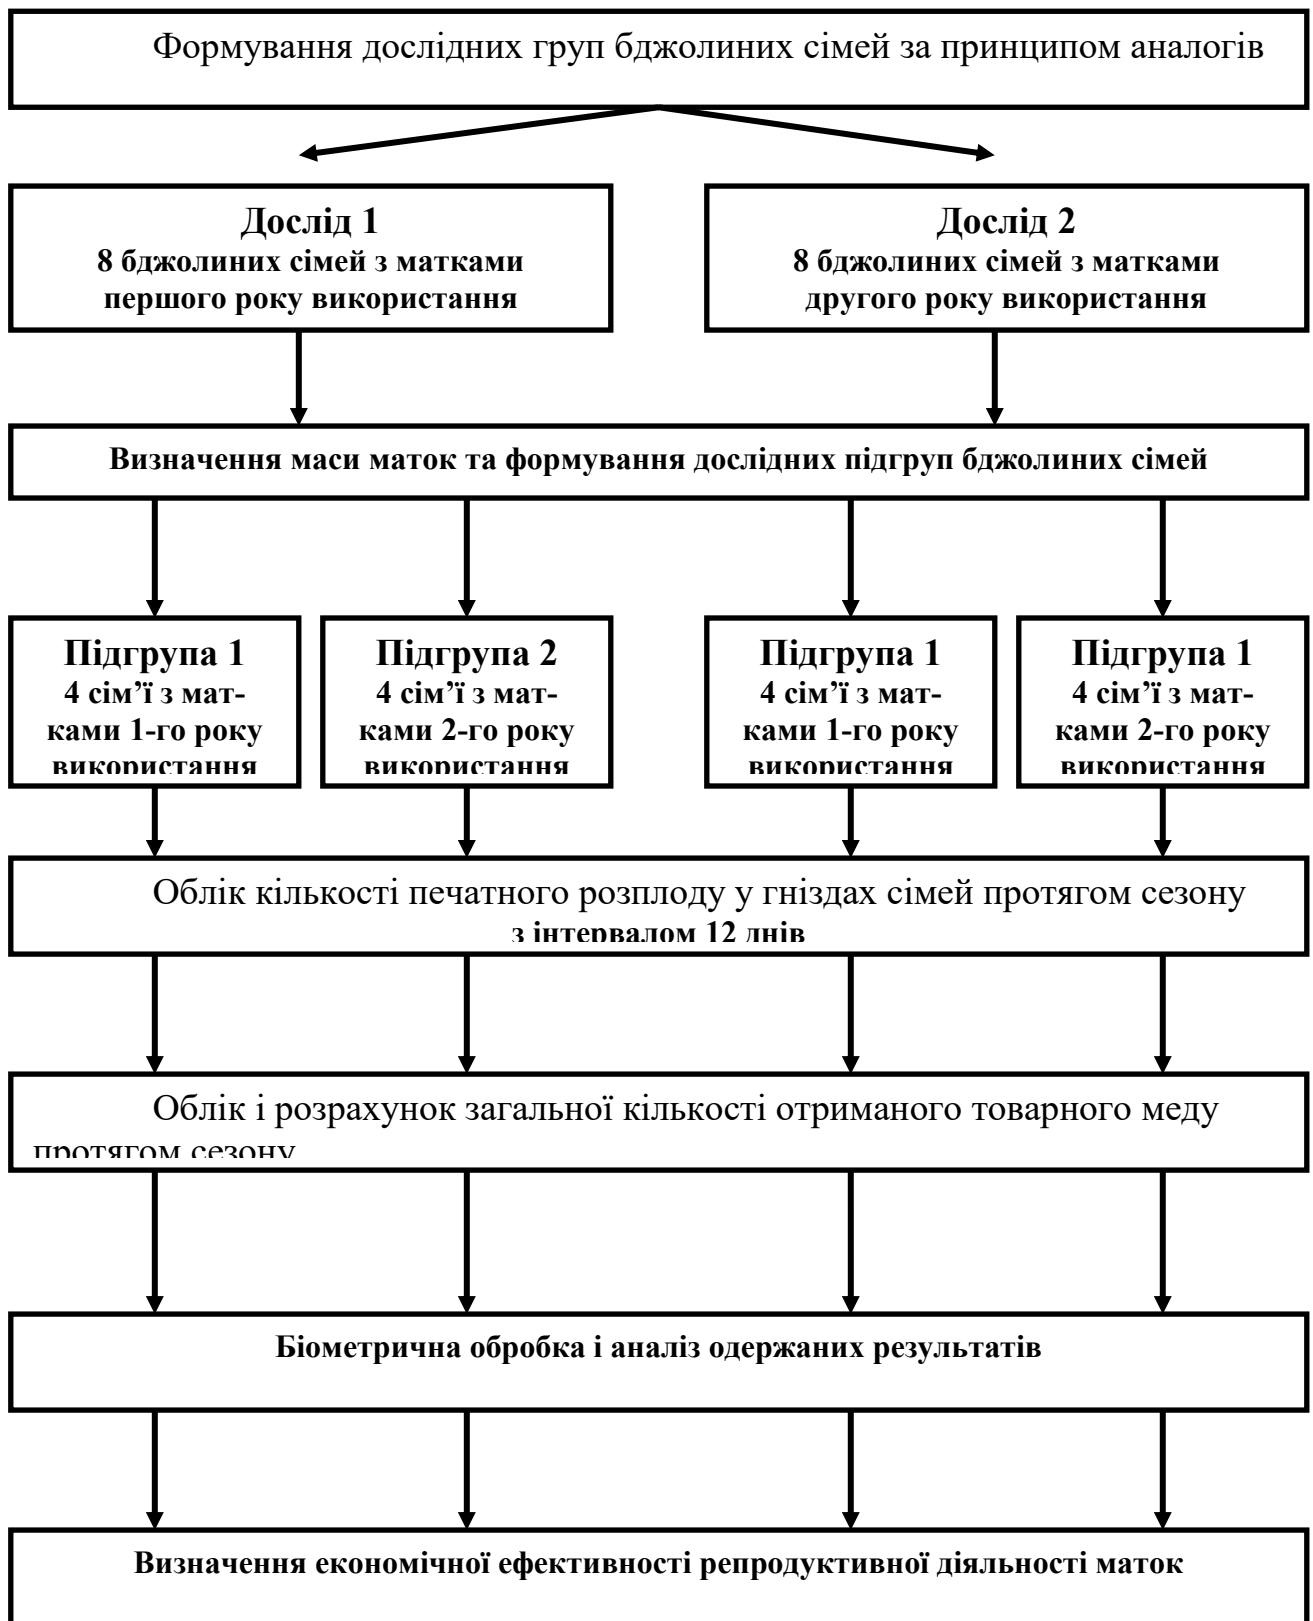 Формування дослідних груп бджолиних сімей за принципом аналогів
Дослід 1
8 бджолиних сімей з матками
першого року використання
Дослід 2
8 бджолиних сімей з матками
другого року використання
Визначення маси маток та формування дослідних підгруп бджолиних сімей
Підгрупа 1
4 сім’ї з мат-
ками 1-го року
використання
Підгрупа 2
4 сім’ї з мат-
ками 2-го року
використання
Підгрупа 1
4 сім’ї з мат-
ками 1-го року
використання
Підгрупа 1
4 сім’ї з мат-
ками 2-го року
використання
Облік кількості печатного розплоду у гніздах сімей протягом сезону
з інтервалом 12 днів
Облік і розрахунок загальної кількості отриманого товарного меду
протягом сезону
Біометрична обробка і аналіз одержаних результатів
Визначення економічної ефективності репродуктивної діяльності маток